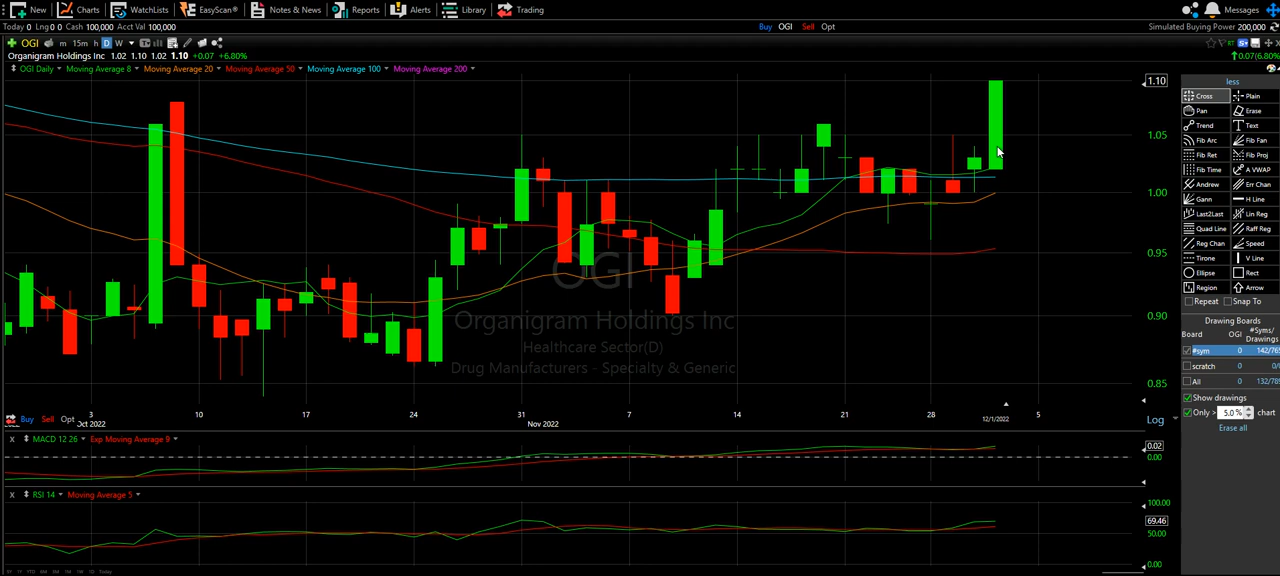 New Charts WatchLists EasyScan® Notes & News Reports Alerts Library Trading Messages
Today 0 Lng 0 0 Cash 100,000 Acct Val 100,000 Buy OGI Sell Opt Simulated Buying Power 200,000
OGI m 15m h D W
Organigram Holdings Inc 1.02 1.10 1.02 1.10 +0.07 +6.80% 0.07(6.80%)
OGI Daily Moving Average 8 Moving Average 20 Moving Average 50 Moving Average 100 Moving Average 200
1.10
1.05
1.00
0.95
0.90
0.85
OGI
Organigram Holdings Inc
Healthcare Sector(D)
Drug Manufacturers - Specialty & Generic
Buy Sell Opt
3 10 17 24 31 7 14 21 28 12/1/2022 5
Oct 2022 Nov 2022
Log
X MACD 12 26 Exp Moving Average 9
0.02
0.00
X RSI 14 Moving Average 5
100.00
69.46
50.00
0.00
less
Cross Plain
Pan Erase
Trend Text
Fib Arc Fib Fan
Fib Ret Fib Proj
Fib Time A VWAP
Andrew Err Chan
Gann H Line
Last2Last Lin Reg
Quad Line Raff Reg
Reg Chan Speed
Tirone V Line
Ellipse Rect
Region Arrow
Repeat Snap To
Drawing Boards
Board OGI #Syms/
Drawings
#sym 0 142/765
scratch 0 0/0
All 0 132/785
Show drawings
Only > 5.0 % chart
Erase all